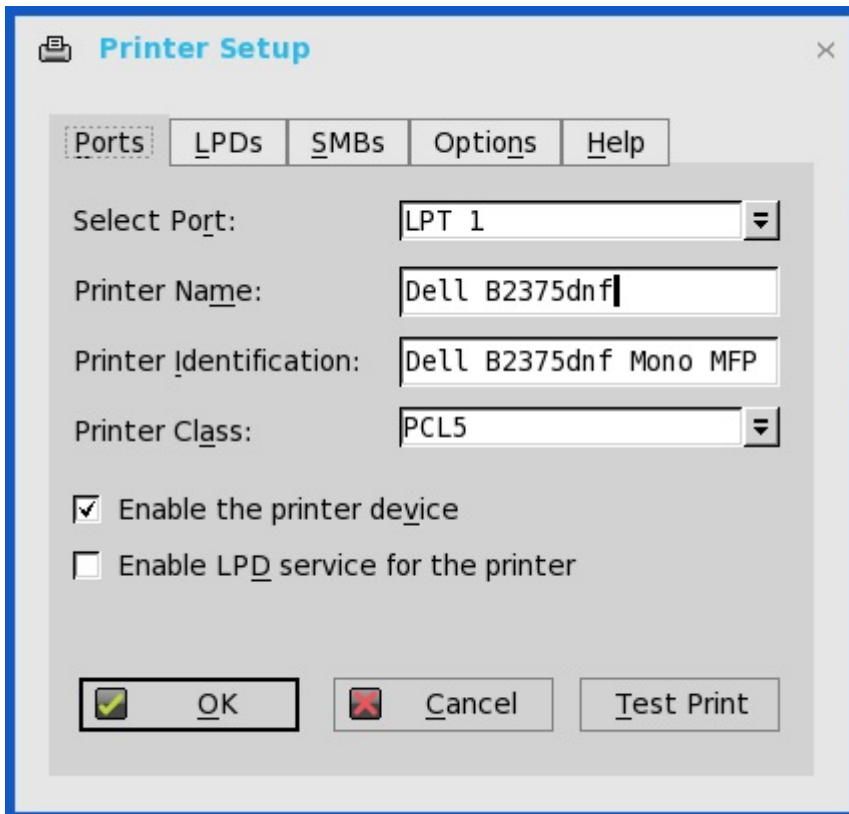 Printer Setup
Ports LPDs SMBs Options Help
Select Port: LPT 1
Printer Name: Dell B2375dnf
Printer Identification: Dell B2375dnf Mono MFP
Printer Class: PCL5
Enable the printer device
Enable LPD service for the printer
OK Cancel Test Print